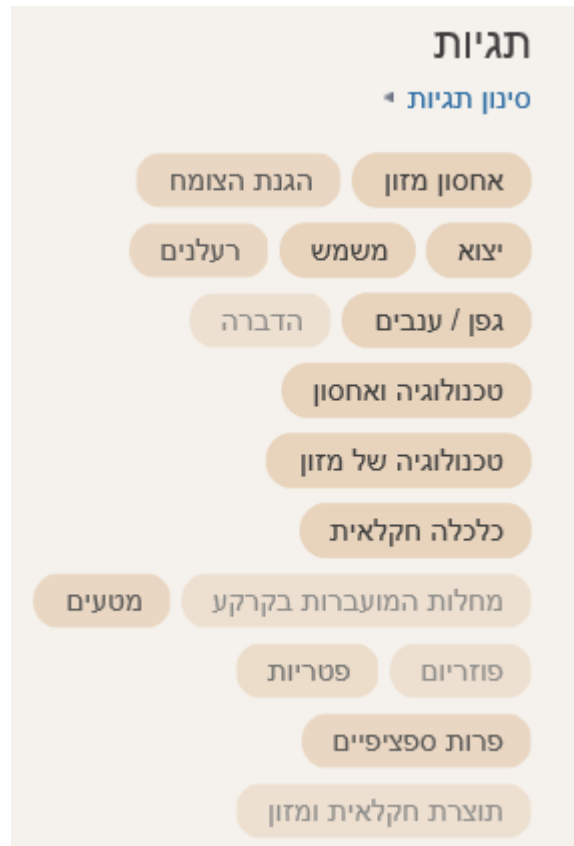 תגיות
סינון תגיות ◂
אחסון מזון הגנת הצומח
יצוא משמש רעלנים
גפן / ענבים הדברה
טכנולוגיה ואחסון
טכנולוגיה של מזון
כלכלה חקלאית
מחלות המועברות בקרקע מטעים
פוזריום פטריות
פרות ספציפיים
תוצרת חקלאית ומזון